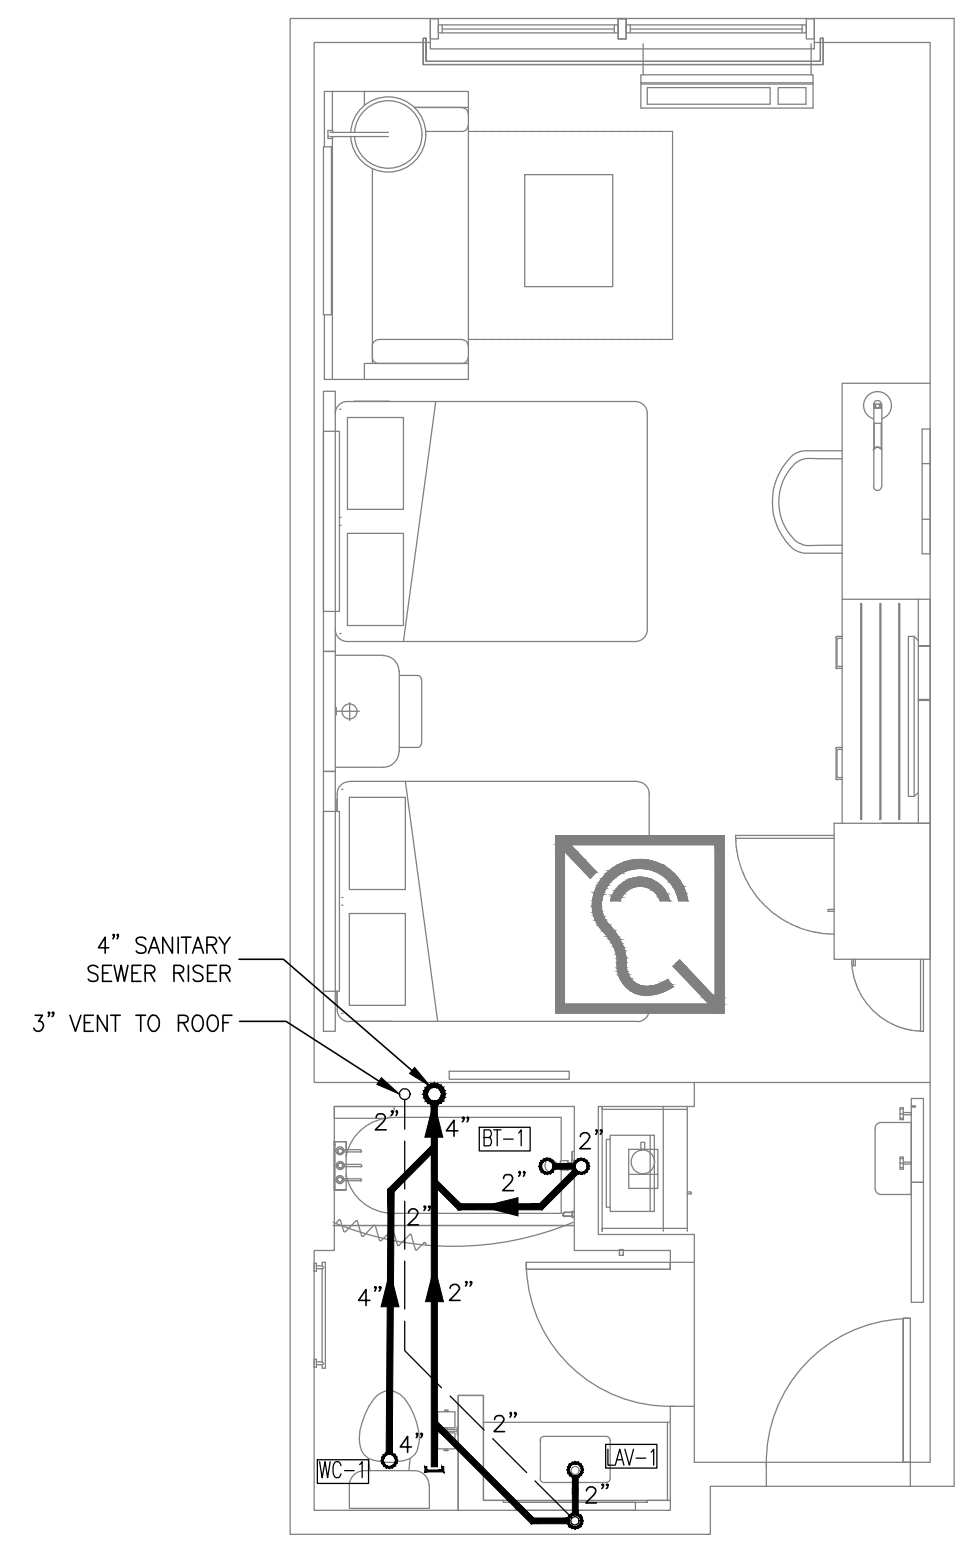 4" SANITARY
SEWER RISER
3" VENT TO ROOF
2"
4"
BT-1
2"
2"
2"
4"
2"
2"
4"
LAV-1
WC-1
2"